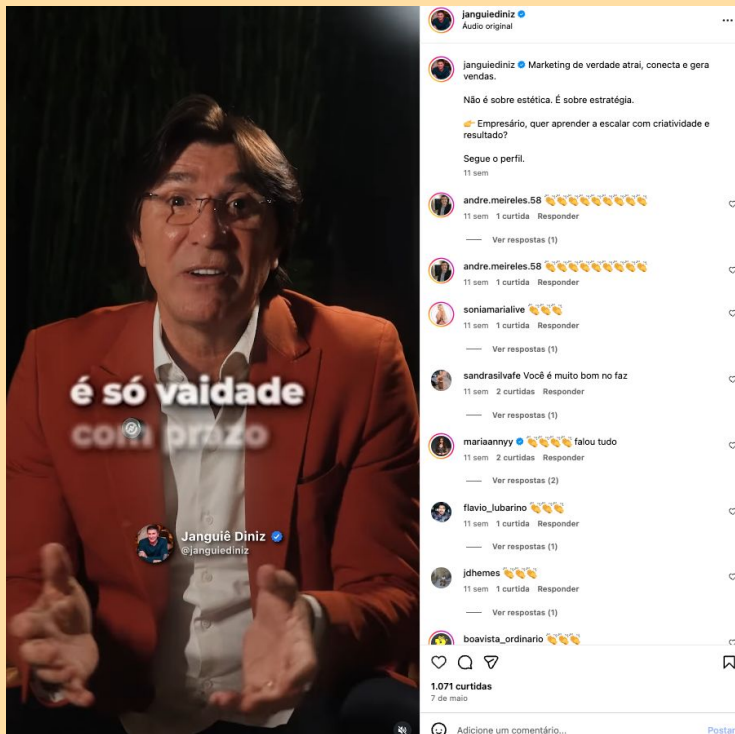 é só vaidade
com prazo
Janguiê Diniz
@janguiediniz
janguiediniz
Áudio original
janguiediniz Marketing de verdade atrai, conecta e gera
vendas.
Não é sobre estética. É sobre estratégia.
👉 Empresário, quer aprender a escalar com criatividade e
resultado?
Segue o perfil.
11 sem
andre.meireles.58 👏👏👏👏👏👏👏👏👏
11 sem 1 curtida Responder
Ver respostas (1)
andre.meireles.58 👏👏👏👏👏👏👏👏👏
11 sem 1 curtida Responder
soniamarialive 👏👏👏
11 sem 1 curtida Responder
Ver respostas (1)
sandrasilvafe Você é muito bom no faz
11 sem 2 curtidas Responder
Ver respostas (1)
mariaannyy 👏👏👏👏 falou tudo
11 sem 2 curtidas Responder
Ver respostas (2)
flavio_lubarino 👏👏👏
11 sem 1 curtida Responder
Ver respostas (1)
jdhemes 👏👏👏
11 sem 1 curtida Responder
Ver respostas (1)
boavista_ordinario 👏👏👏
1.071 curtidas
7 de maio
Adicione um comentário...
Postar